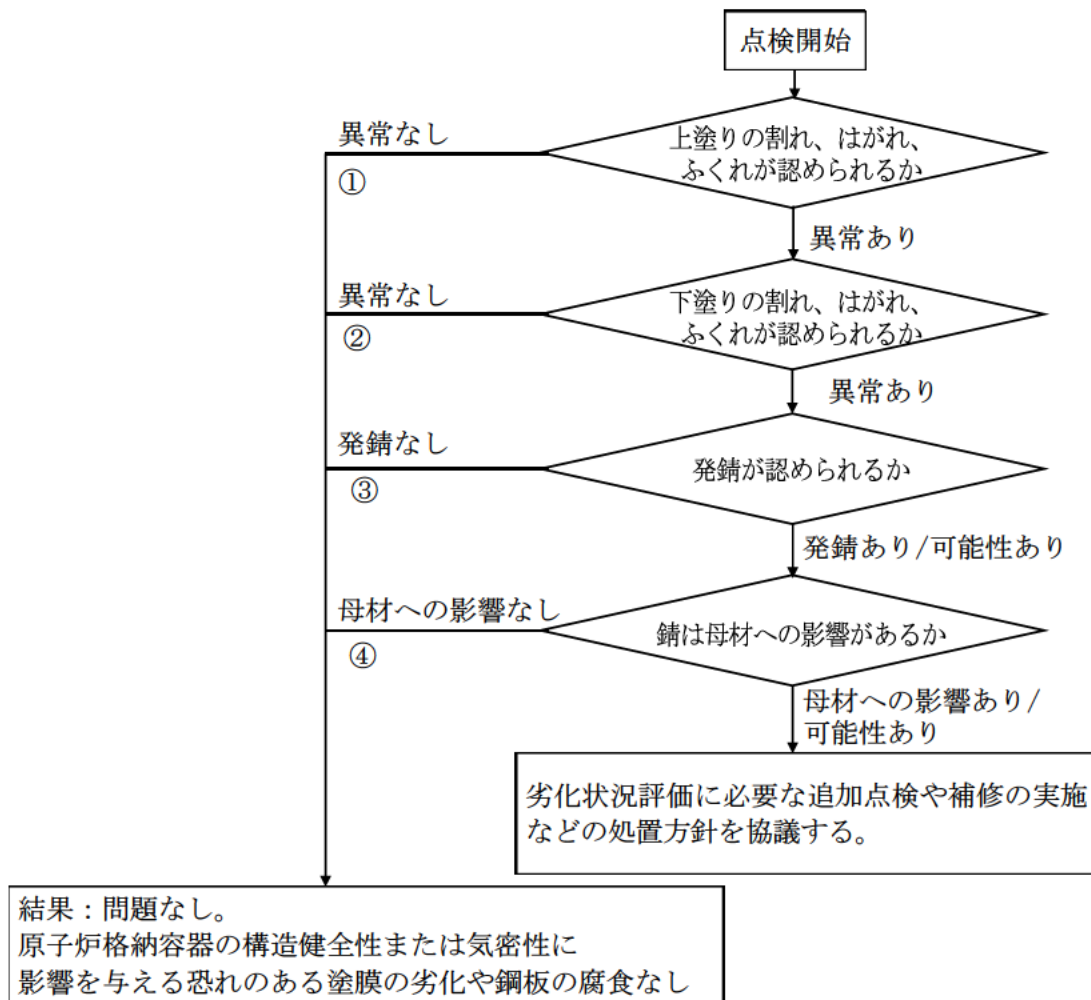 点検開始
異常なし
①
上塗りの割れ、はがれ、
ふくれが認められるか
異常あり
異常なし
②
下塗りの割れ、はがれ、
ふくれが認められるか
異常あり
発錆なし
③
発錆が認められるか
発錆あり/可能性あり
母材への影響なし
④
錆は母材への影響があるか
母材への影響あり/
可能性あり
劣化状況評価に必要な追加点検や補修の実施
などの処置方針を協議する。
結果：問題なし。
原子炉格納容器の構造健全性または気密性に
影響を与える恐れのある塗膜の劣化や鋼板の腐食なし